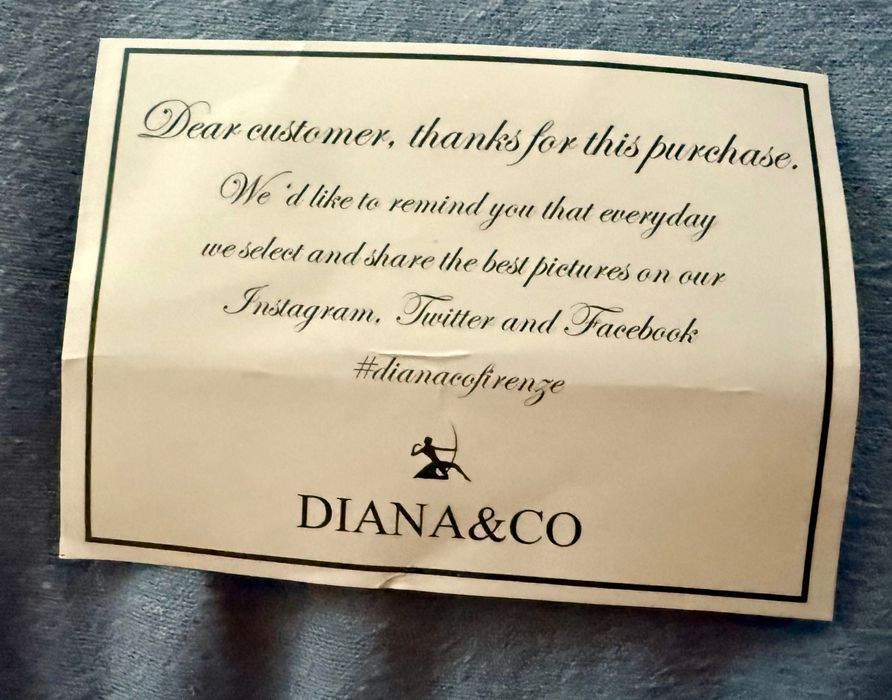 Dear customer, thanks for this purchase.
We 'd like to remind you that everyday
we select and share the best pictures on our
Instagram, Twitter and Facebook
#dianacofirenze
DIANA&CO